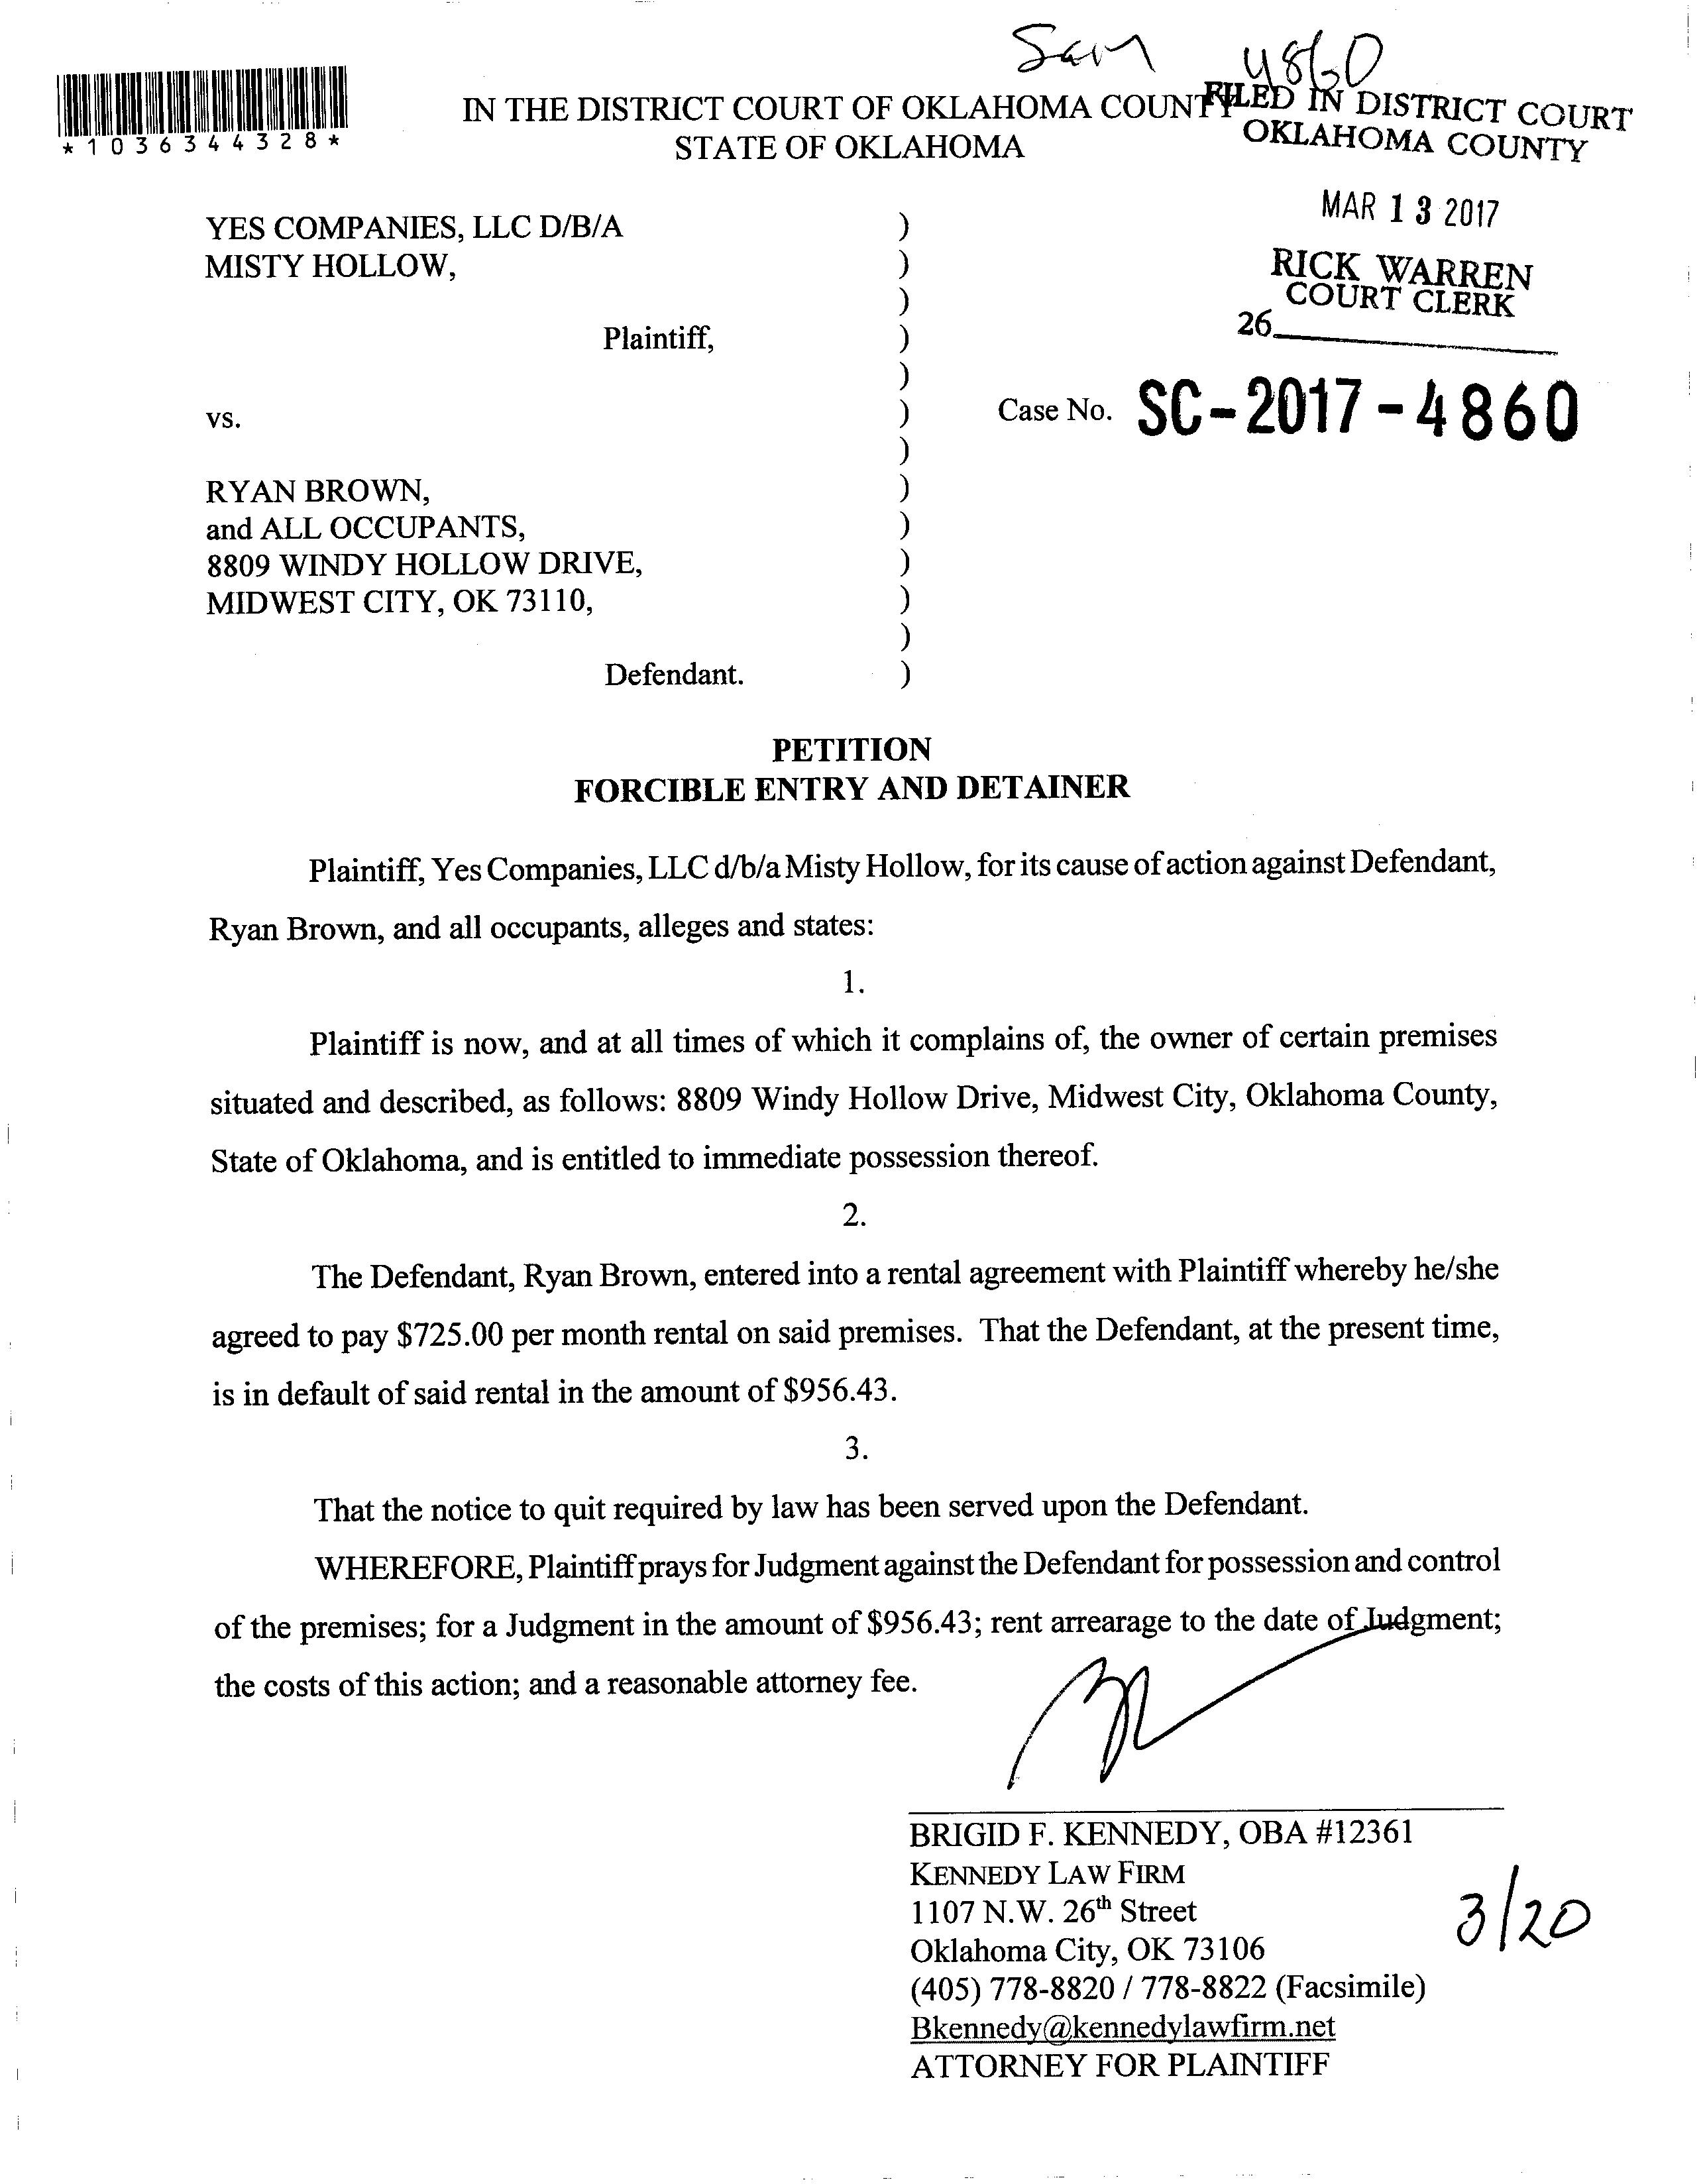 Sam 4860
*1036344328*
IN THE DISTRICT COURT OF OKLAHOMA COUNTY
STATE OF OKLAHOMA
FILED IN DISTRICT COURT
OKLAHOMA COUNTY
MAR 13 2017
RICK WARREN
COURT CLERK
26
YES COMPANIES, LLC D/B/A )
MISTY HOLLOW, )
)
Plaintiff, )
)
vs. ) Case No. SC-2017-4860
)
RYAN BROWN, )
and ALL OCCUPANTS, )
8809 WINDY HOLLOW DRIVE, )
MIDWEST CITY, OK 73110, )
)
Defendant. )
PETITION
FORCIBLE ENTRY AND DETAINER
Plaintiff, Yes Companies, LLC d/b/a Misty Hollow, for its cause of action against Defendant,
Ryan Brown, and all occupants, alleges and states:
1.
Plaintiff is now, and at all times of which it complains of, the owner of certain premises
situated and described, as follows: 8809 Windy Hollow Drive, Midwest City, Oklahoma County,
State of Oklahoma, and is entitled to immediate possession thereof.
2.
The Defendant, Ryan Brown, entered into a rental agreement with Plaintiff whereby he/she
agreed to pay $725.00 per month rental on said premises. That the Defendant, at the present time,
is in default of said rental in the amount of $956.43.
3.
That the notice to quit required by law has been served upon the Defendant.
WHEREFORE, Plaintiff prays for Judgment against the Defendant for possession and control
of the premises; for a Judgment in the amount of $956.43; rent arrearage to the date of Judgment;
the costs of this action; and a reasonable attorney fee.
BRIGID F. KENNEDY, OBA #12361
KENNEDY LAW FIRM
1107 N.W. 26th Street
Oklahoma City, OK 73106
(405) 778-8820 / 778-8822 (Facsimile)
Bkennedy@kennedylawfirm.net
ATTORNEY FOR PLAINTIFF
3/20